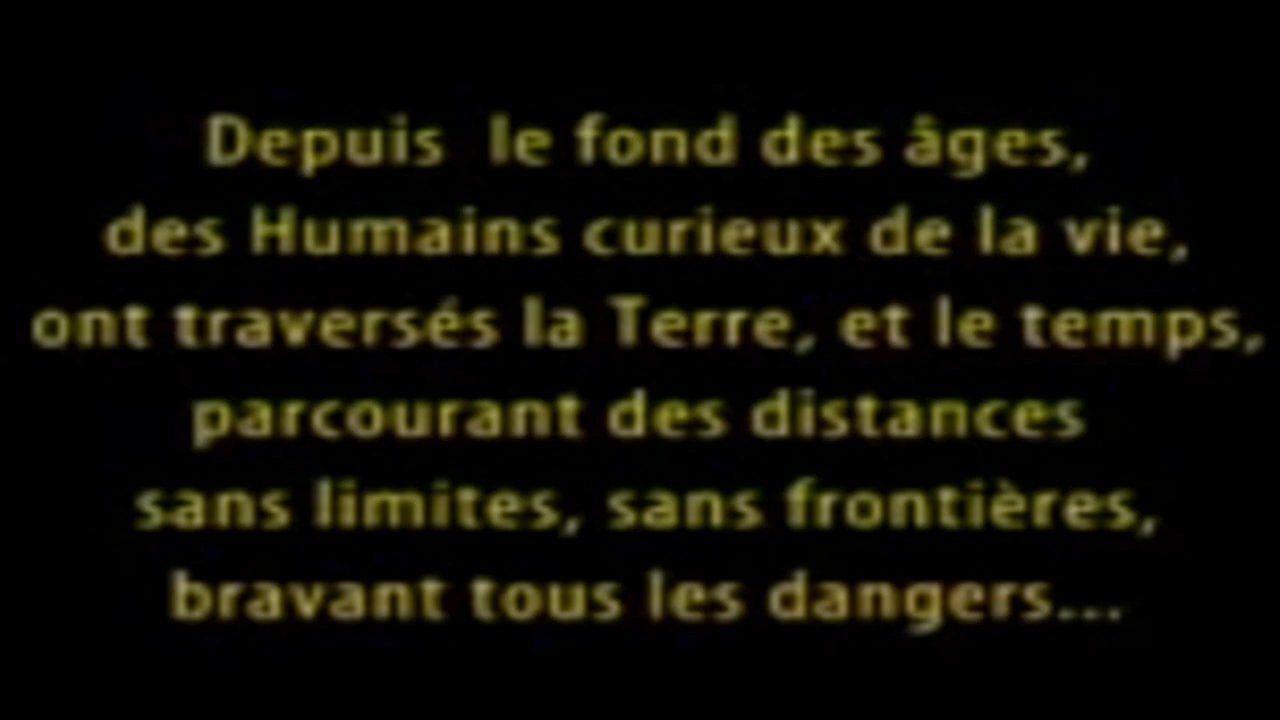 Depuis le fond des âges,
des Humains curieux de la vie,
ont traversés la Terre, et le temps,
parcourant des distances
sans limites, sans frontières,
bravant tous les dangers...